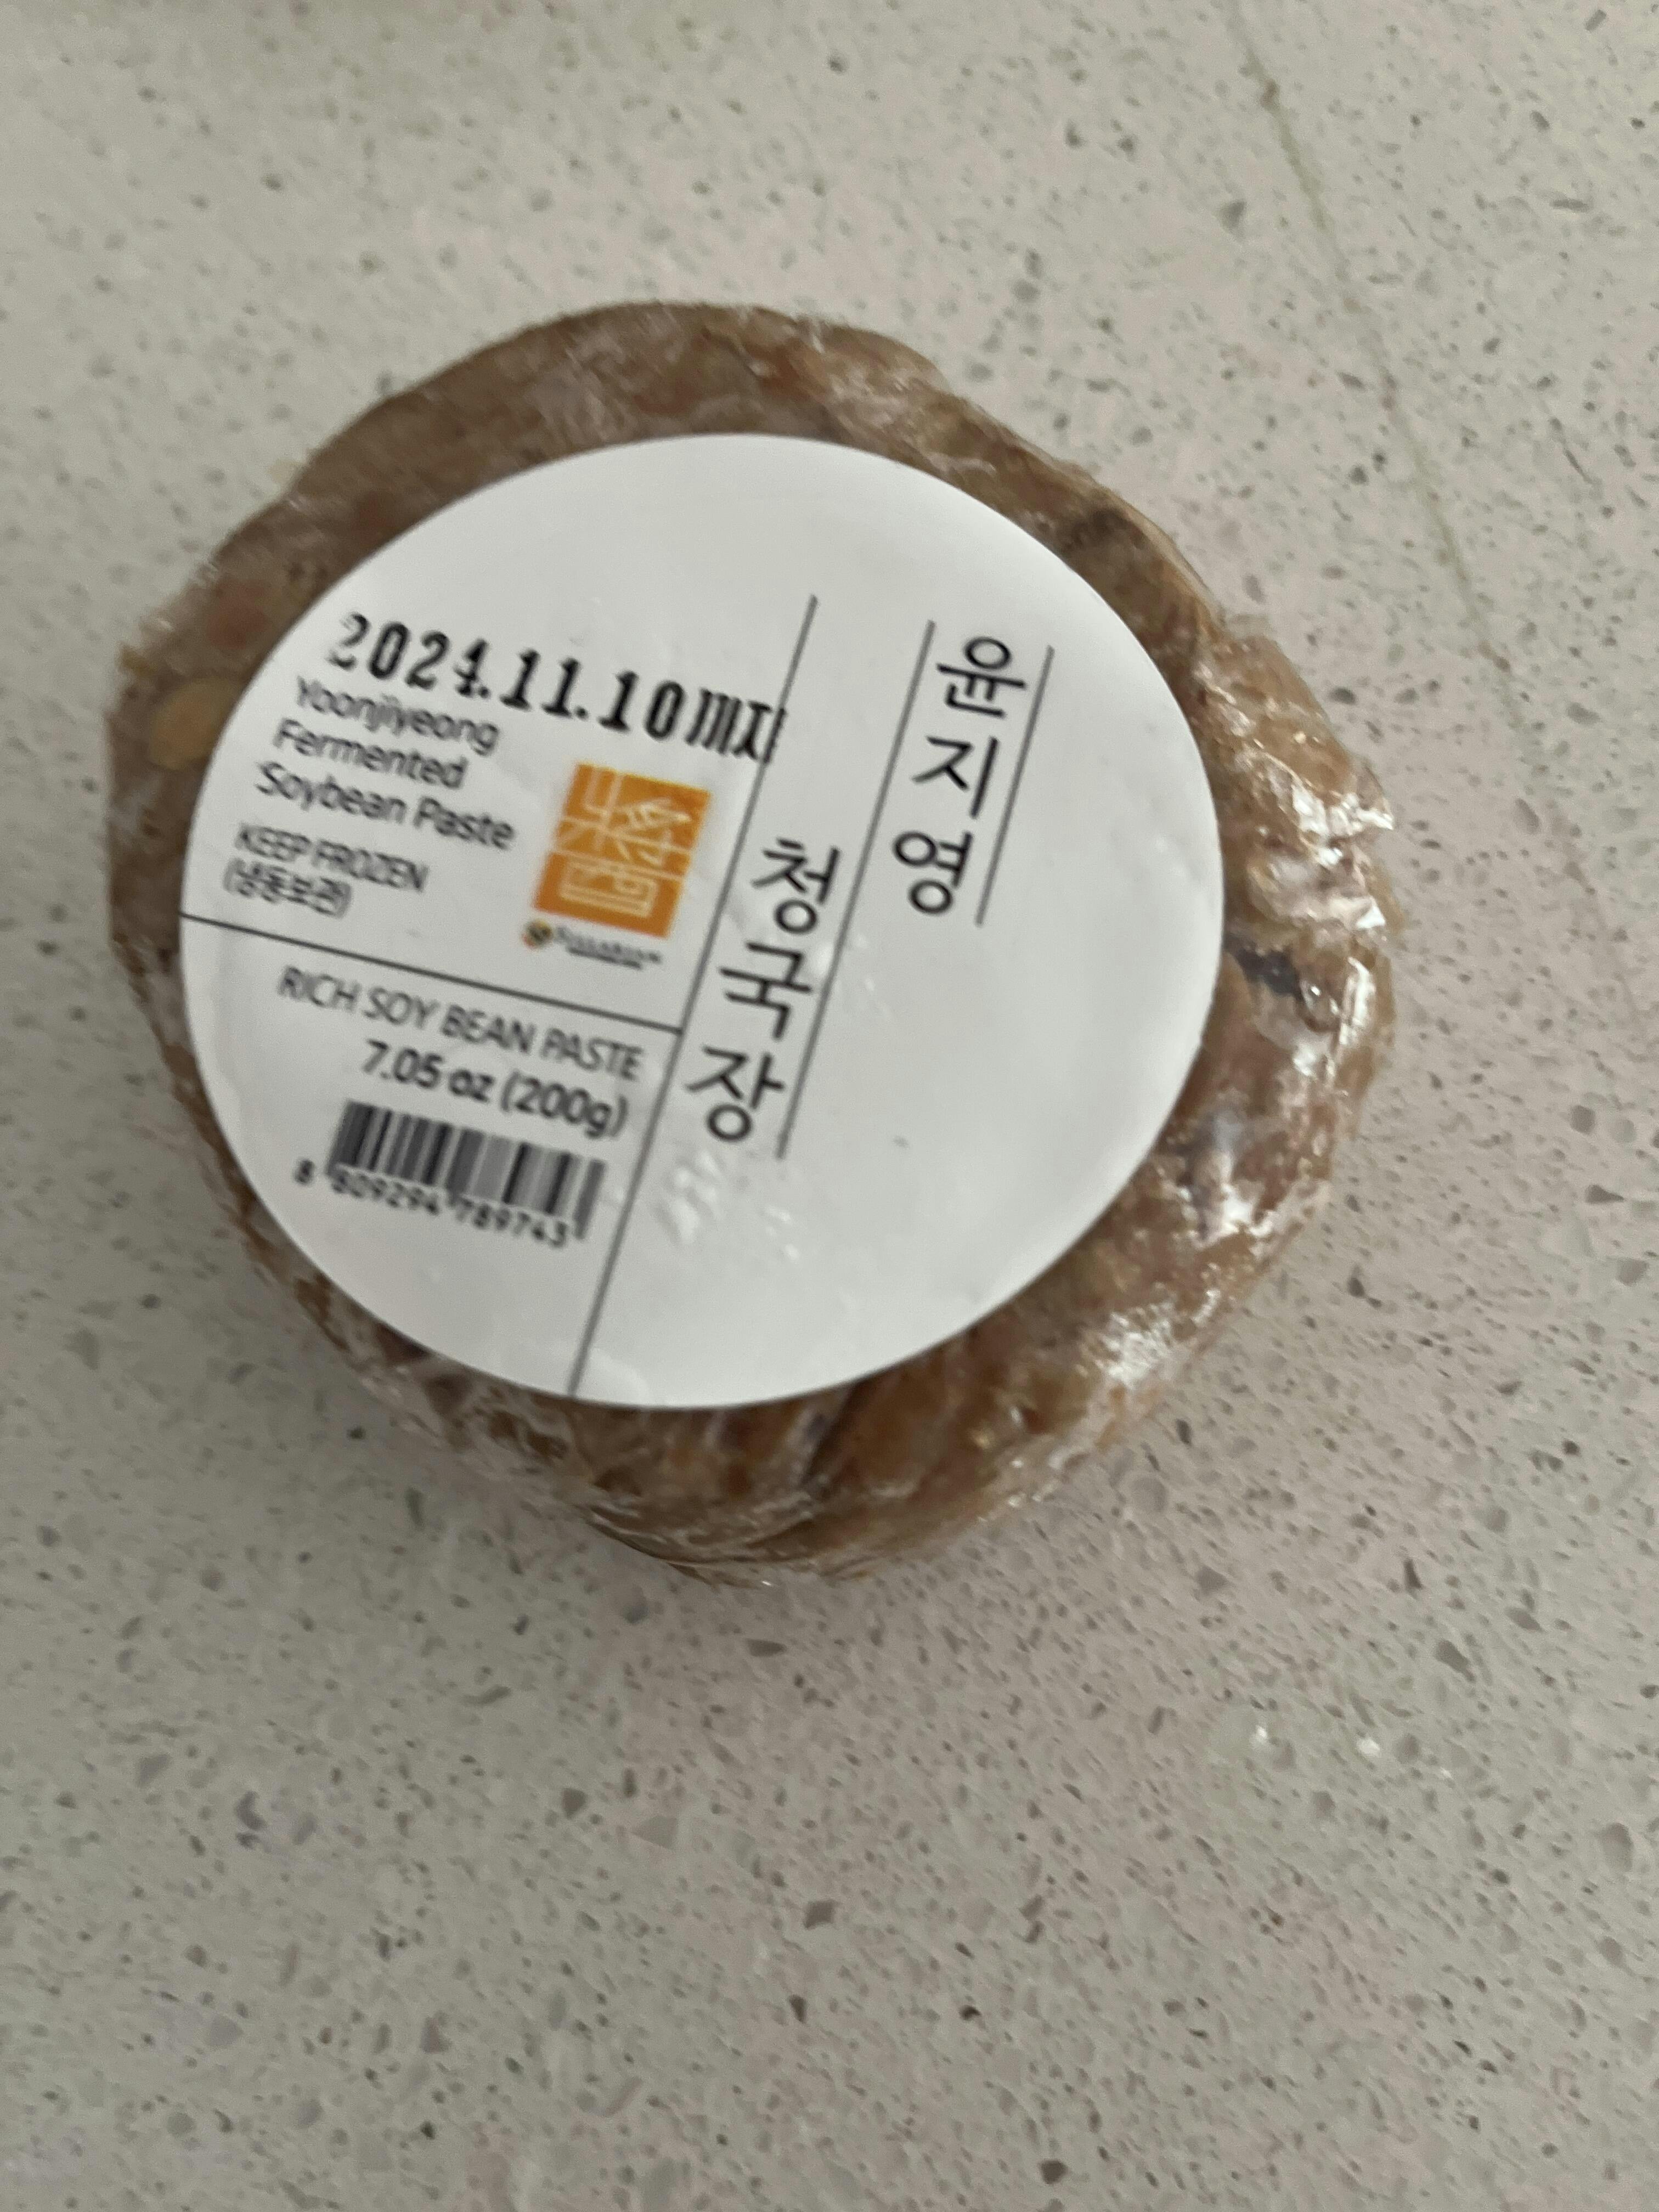 윤지영
청국장
2024.11.10까지
Yoonjiyeong
Fermented
Soybean Paste
KEEP FROZEN
(냉동보관)
醬
RICH SOY BEAN PASTE
7.05 oz (200g)
8 809294 789743